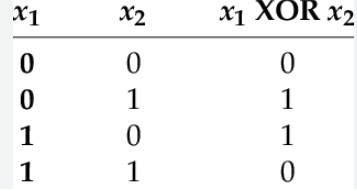 x₁ x₂ x₁ XOR x₂
0 0 0
0 1 1
1 0 1
1 1 0